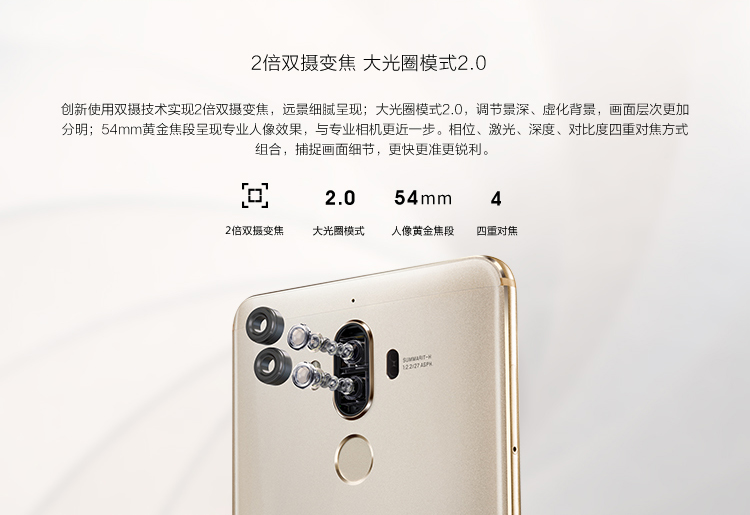 2倍双摄变焦 大光圈模式2.0
创新使用双摄技术实现2倍双摄变焦，远景细腻呈现；大光圈模式2.0，调节景深、虚化背景，画面层次更加
分明；54mm黄金焦段呈现专业人像效果，与专业相机更近一步。相位、激光、深度、对比度四重对焦方式
组合，捕捉画面细节，更快更准更锐利。
2.0 54mm 4
2倍双摄变焦 大光圈模式 人像黄金焦段 四重对焦
SUMMARIT-H
1:2.2/27 ASPH